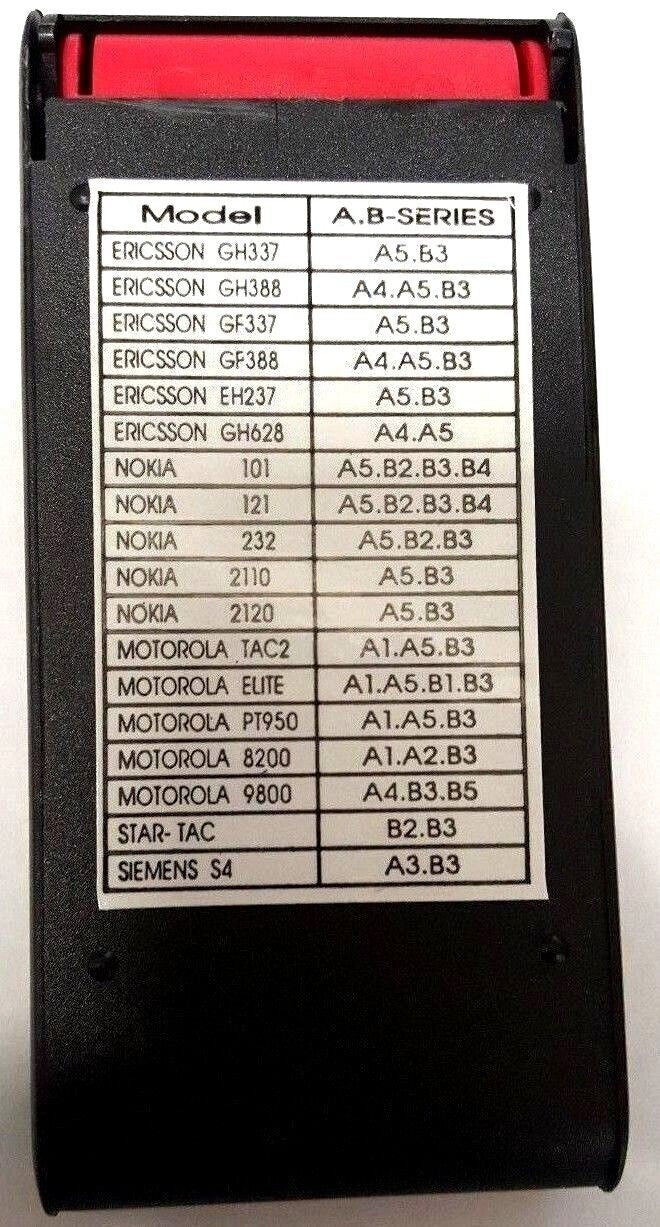 Model A.B-SERIES
ERICSSON GH337 A5.B3
ERICSSON GH388 A4.A5.B3
ERICSSON GF337 A5.B3
ERICSSON GF388 A4.A5.B3
ERICSSON EH237 A5.B3
ERICSSON GH628 A4.A5
NOKIA 101 A5.B2.B3.B4
NOKIA 121 A5.B2.B3.B4
NOKIA 232 A5.B2.B3
NOKIA 2110 A5.B3
NOKIA 2120 A5.B3
MOTOROLA TAC2 A1.A5.B3
MOTOROLA ELITE A1.A5.B1.B3
MOTOROLA PT950 A1.A5.B3
MOTOROLA 8200 A1.A2.B3
MOTOROLA 9800 A4.B3.B5
STAR-TAC B2.B3
SIEMENS S4 A3.B3